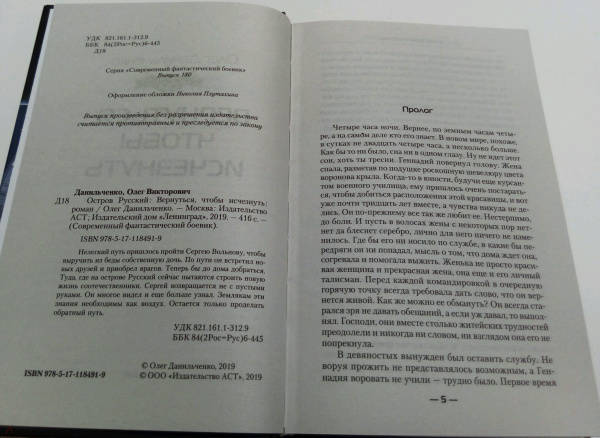 УДК 821.161.1-312.9
ББК 84(2Рос=Рус)6-445
Д18
Серия «Современный фантастический боевик»
Выпуск 180
Оформление обложки Николая Плутахина
Выпуск произведения без разрешения издательства
считается противоправным и преследуется по закону
Данильченко, Олег Викторович
Д18 Остров Русский: Вернуться, чтобы исчезнуть:
роман / Олег Данильченко. — Москва: Издательство
АСТ; Издательский дом «Ленинград», 2019. — 416 с. —
(Современный фантастический боевик).
ISBN 978-5-17-118491-9
Нелегкий путь пришлось пройти Сергею Вольнову, чтобы
выручить из беды собственную дочь. По пути он встретил но-
вых друзей и приобрел врагов. Теперь бы до дома добраться.
Туда, где на острове Русский сейчас пытаются строить новую
жизнь соотечественники. Сергей возвращается не с пустыми
руками. Он многое видел и еще больше узнал. Землякам эти
знания необходимы как воздух. Остается только проделать
обратный путь.
УДК 821.161.1-312.9
ББК 84(2Рос=Рус)6-445
© Олег Данильченко, 2019
ISBN 978-5-17-118491-9 © ООО «Издательство АСТ», 2019
Пролог
Четыре часа ночи. Вернее, по земным часам четы-
ре, а на самом деле кто его знает. В новом мире, похоже,
в сутках не двадцать четыре часа, а несколько больше.
Как бы то ни было, сна ни в одном глазу. Ну не идет этот
сон, хоть ты тресни. Геннадий повернул голову. Жена
спала, разметав по подушке роскошную шевелюру цвета
воронова крыла. Когда-то в юности, будучи еще курсан-
том военного училища, ему пришлось очень постарать-
ся, чтобы добиться расположения этой красавицы, и вот
уже почти тридцать лет вместе, а чувства никуда не де-
лись. Он по-прежнему все так же любит ее. Нестерпимо,
до боли. И пусть в волосах жены с некоторых пор нет-
нет да блеснет серебро, лично для него ничего не изме-
нилось. Где бы его ни носило по службе, в какие бы пе-
редряги он ни попадал, мысль о том, что дома ждет она,
согревала и помогала выжить. Женька не просто краси-
вая женщина и прекрасная жена, она еще и его личный
талисман. Перед каждой командировкой в очередную
горячую точку всегда требовала дать слово, что он вер-
нется живой. Как же можно ее обмануть? Он всегда ста-
рался зря не давать обещаний, а если уж давал, то выпол-
нял. Господи, они вместе столько житейских трудностей
преодолели и никогда ни словом, ни взглядом она его не
попрекнула.
В девяностых вынужден был оставить службу. Не
воруя прожить не представлялось возможным, а Ген-
надия воровать не учили — трудно было. Первое время
— 5 —